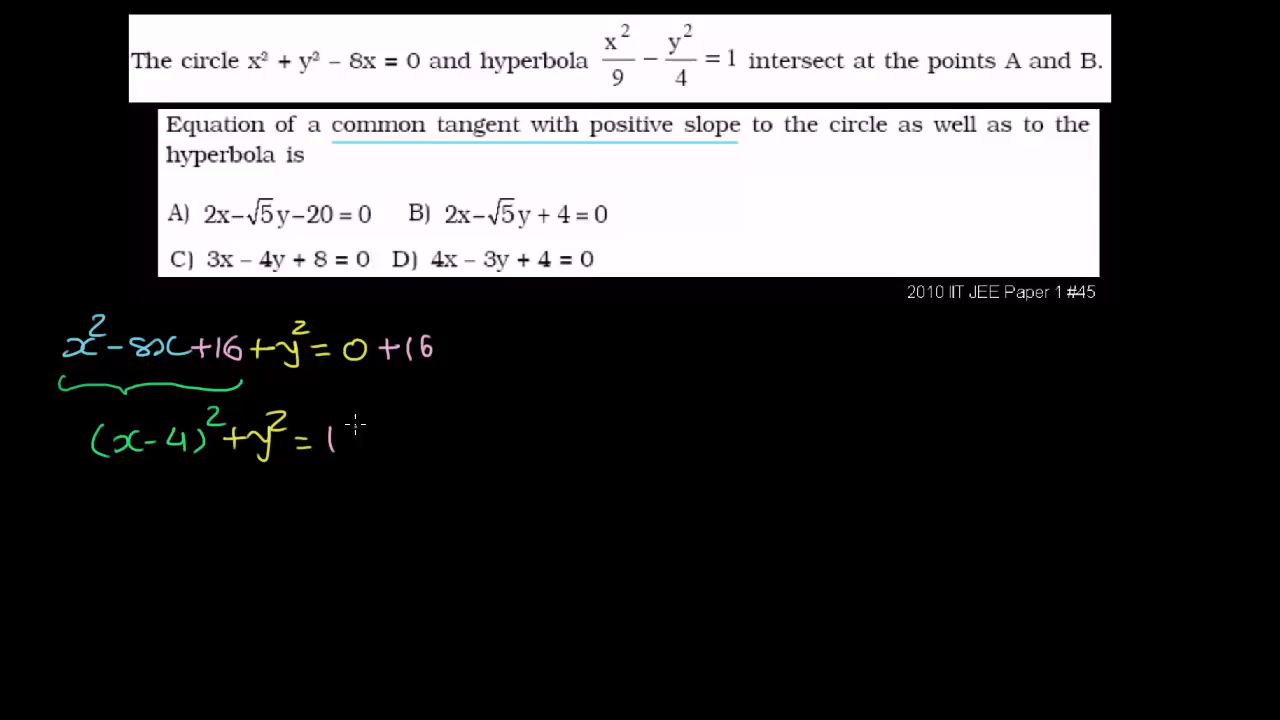 The circle x² + y² – 8x = 0 and hyperbola x²/9 − y²/4 = 1 intersect at the points A and B.
Equation of a common tangent with positive slope to the circle as well as to the
hyperbola is
A) 2x–√5y–20 = 0 B) 2x–√5y + 4 = 0
C) 3x – 4y + 8 = 0 D) 4x – 3y + 4 = 0
2010 IIT JEE Paper 1 #45
x² - 8x + 16 + y² = 0 + 16
(x - 4)² + y² = 1